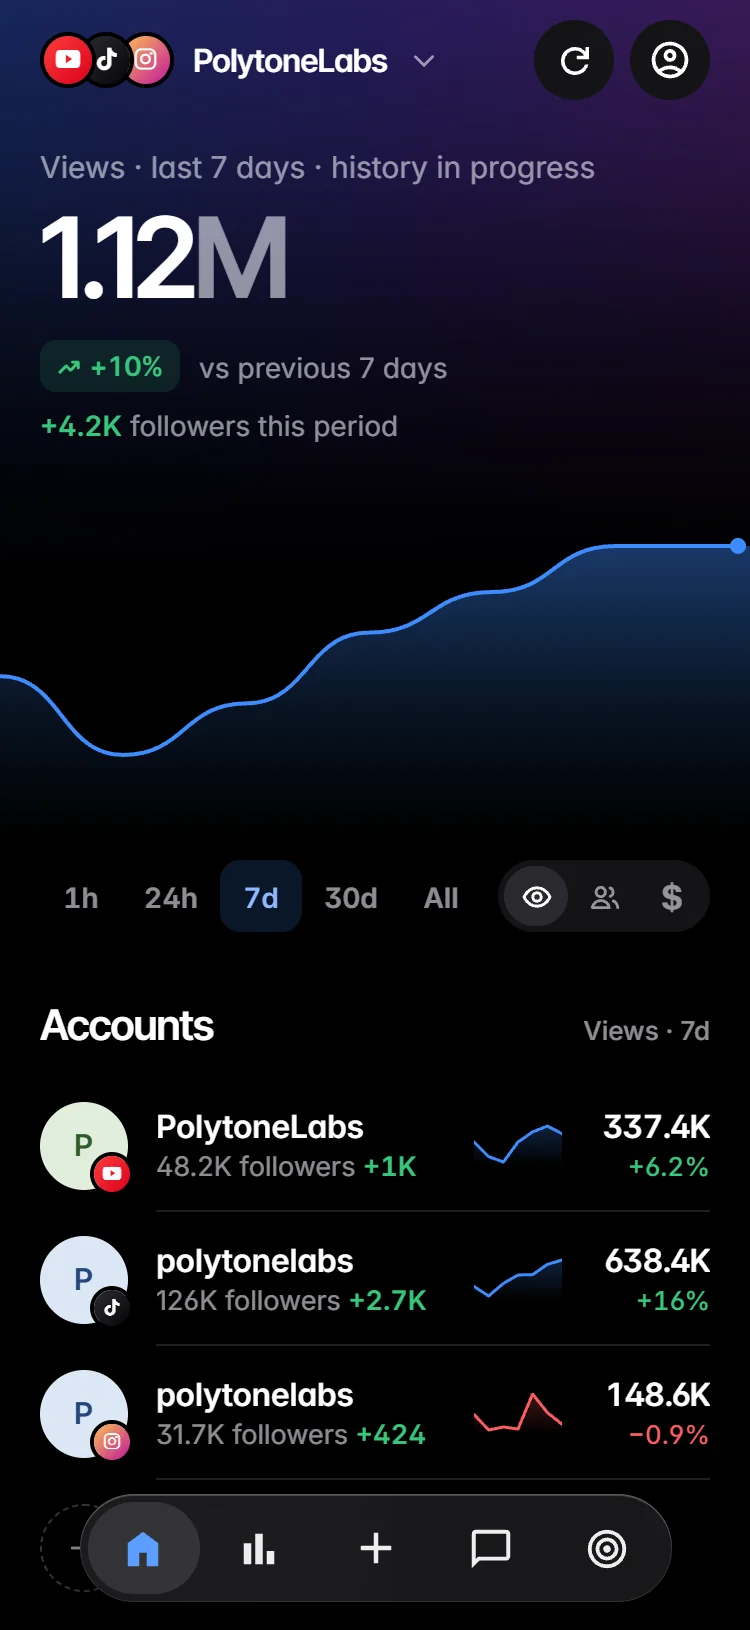 PolytoneLabs
Views · last 7 days · history in progress
1.12M
+10% vs previous 7 days
+4.2K followers this period
1h 24h 7d 30d All $
Accounts Views · 7d
P PolytoneLabs 337.4K
48.2K followers +1K +6.2%
P polytonelabs 638.4K
126K followers +2.7K +16%
P polytonelabs 148.6K
31.7K followers +424 −0.9%